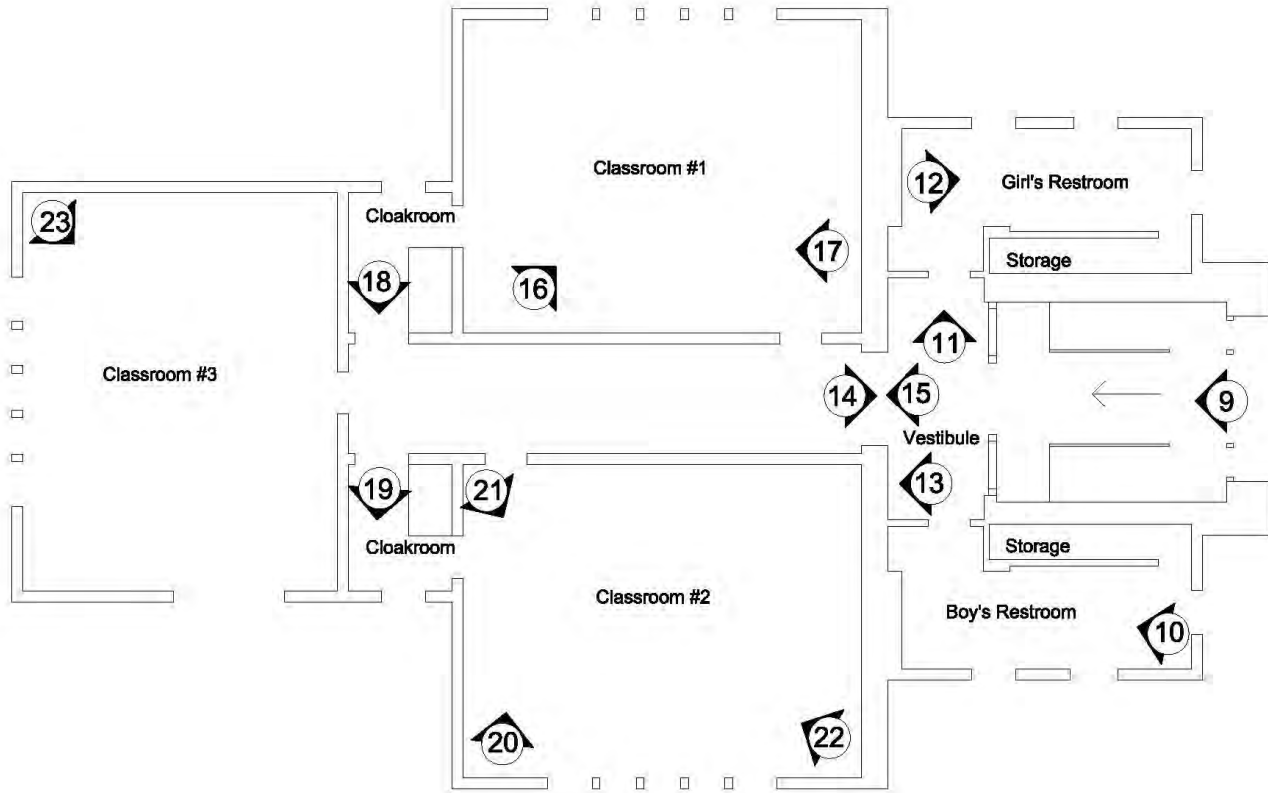 Classroom #1
12
Girl's Restroom
23
Cloakroom
17
Storage
18
16
11
Classroom #3
14
15
9
Vestibule
19
21
13
Cloakroom
Storage
Classroom #2
Boy's Restroom
10
20
22